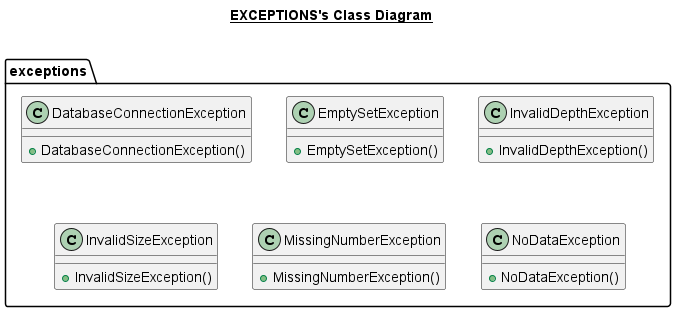 EXCEPTIONS's Class Diagram
exceptions
C DatabaseConnectionException
DatabaseConnectionException()
C EmptySetException
EmptySetException()
C InvalidDepthException
InvalidDepthException()
C InvalidSizeException
InvalidSizeException()
C MissingNumberException
MissingNumberException()
C NoDataException
NoDataException()